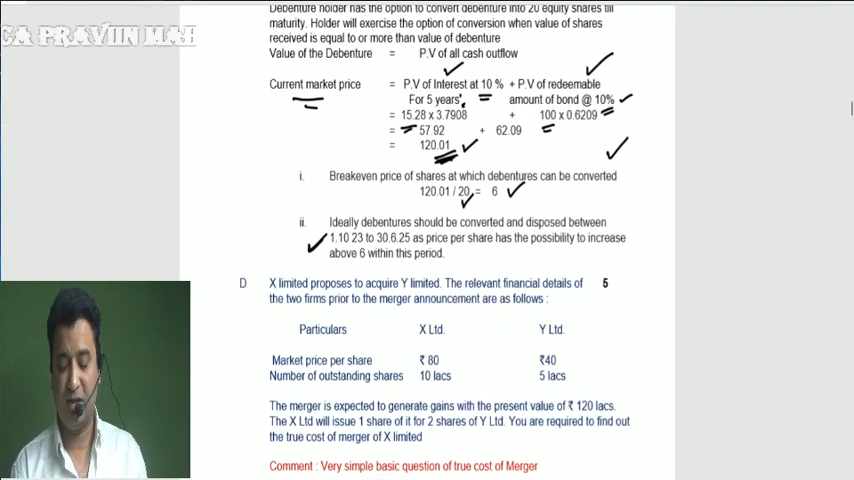 CA PRAVIIN MAH
Debenture holder has the option to convert debenture into 20 equity shares till
maturity. Holder will exercise the option of conversion when value of shares
received is equal to or more than value of debenture
Value of the Debenture = P.V of all cash outflow
Current market price = P.V of Interest at 10 % + P.V of redeemable
For 5 years' amount of bond @ 10%
= 15.28 x 3.7908 + 100 x 0.6209
= 57.92 + 62.09
= 120.01
i. Breakeven price of shares at which debentures can be converted
120.01 / 20 = 6
ii. Ideally debentures should be converted and disposed between
1.10 23 to 30.6.25 as price per share has the possibility to increase
above 6 within this period.
D X limited proposes to acquire Y limited. The relevant financial details of 5
the two firms prior to the merger announcement are as follows :
Particulars X Ltd. Y Ltd.
Market price per share ₹ 80 ₹40
Number of outstanding shares 10 lacs 5 lacs
The merger is expected to generate gains with the present value of ₹ 120 lacs.
The X Ltd will issue 1 share of it for 2 shares of Y Ltd. You are required to find out
the true cost of merger of X limited
Comment : Very simple basic question of true cost of Merger